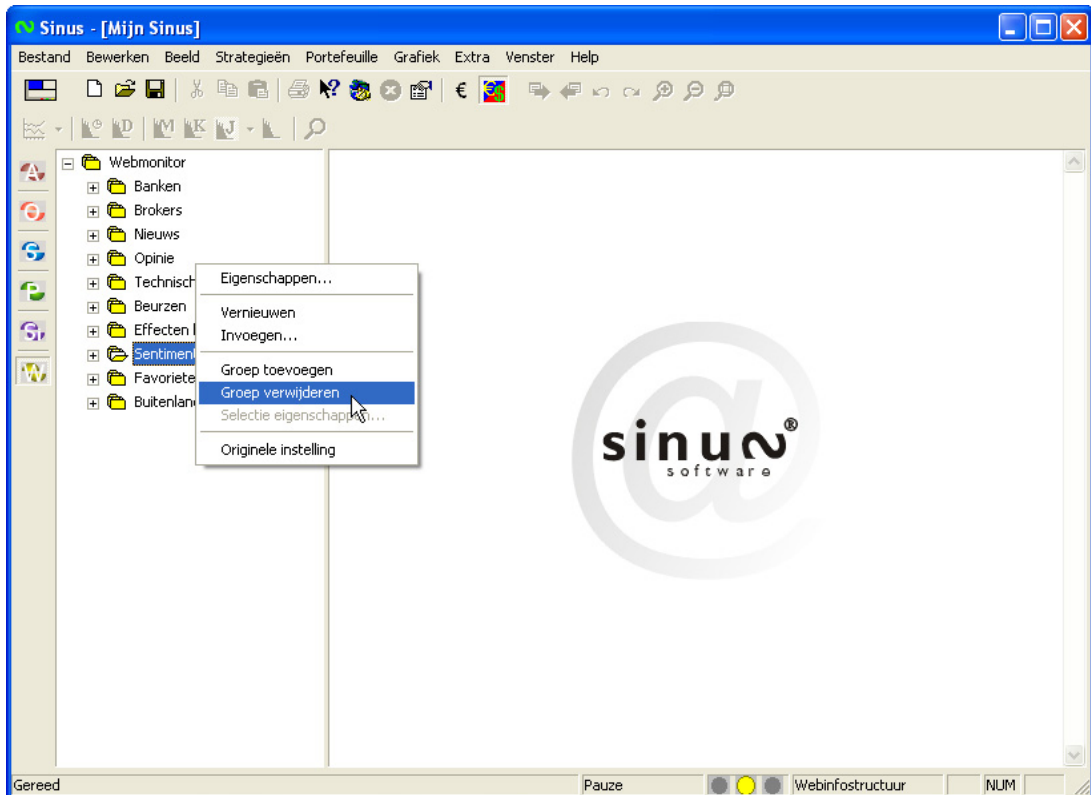 Sinus - [Mijn Sinus]
Bestand Bewerken Beeld Strategieën Portefeuille Grafiek Extra Venster Help
€
Webmonitor
Banken
Brokers
Nieuws
Opinie
Technisch
Beurzen
Effecten
Sentiment
Favoriete
Buitenlan
Eigenschappen...
Vernieuwen
Invoegen...
Groep toevoegen
Groep verwijderen
Selectie eigenschappen...
Originele instelling
@
sinus®
software
Gereed Pauze Webinfostructuur NUM